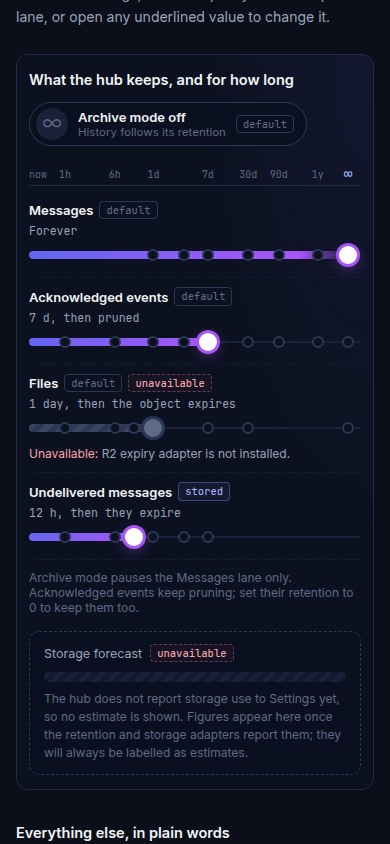 lane, or open any underlined value to change it.
What the hub keeps, and for how long
Archive mode off
History follows its retention
default
now 1h 6h 1d 7d 30d 90d 1y ∞
Messages default
Forever
Acknowledged events default
7 d, then pruned
Files default unavailable
1 day, then the object expires
Unavailable: R2 expiry adapter is not installed.
Undelivered messages stored
12 h, then they expire
Archive mode pauses the Messages lane only.
Acknowledged events keep pruning; set their retention to
0 to keep them too.
Storage forecast unavailable
The hub does not report storage use to Settings yet,
so no estimate is shown. Figures appear here once
the retention and storage adapters report them; they
will always be labelled as estimates.
Everything else, in plain words